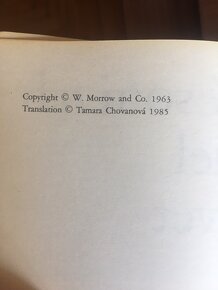 Copyright © W. Morrow and Co. 1963
Translation © Tamara Chovanová 1985